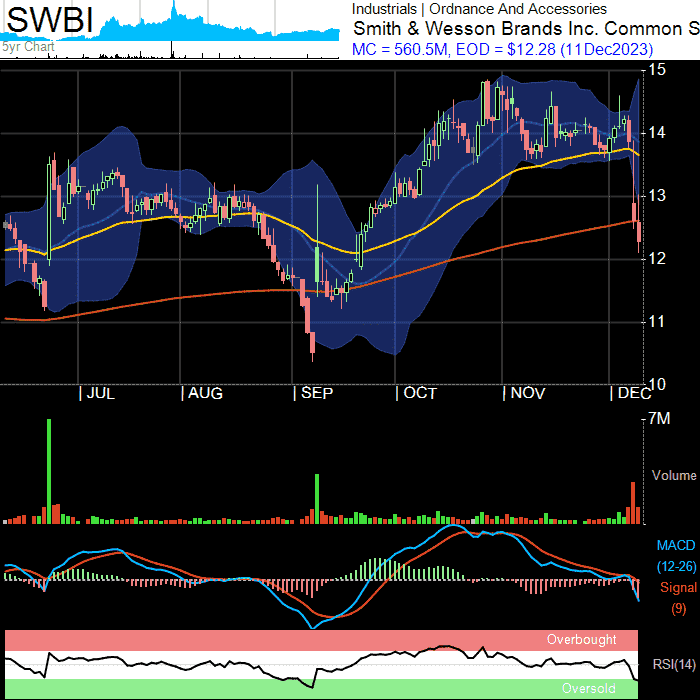 SWBI
Industrials | Ordnance And Accessories
Smith & Wesson Brands Inc. Common S
5yr Chart
MC = 560.5M, EOD = $12.28 (11Dec2023)
15
14
13
12
11
10
| JUL | AUG | SEP | OCT | NOV | DEC
7M
Volume
MACD
(12-26)
Signal
(9)
Overbought
RSI(14)
Oversold